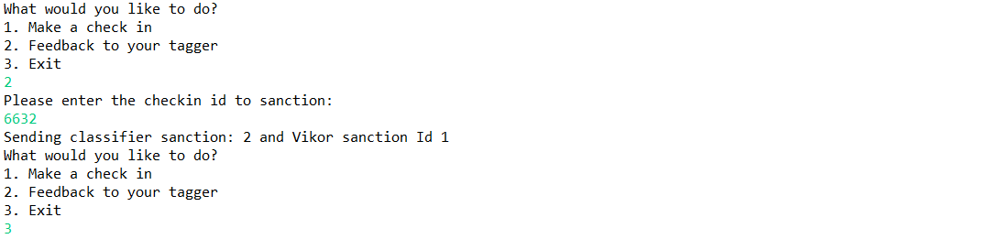 What would you like to do?
1. Make a check in
2. Feedback to your tagger
3. Exit
2
Please enter the checkin id to sanction:
6632
Sending classifier sanction: 2 and Vikor sanction Id 1
What would you like to do?
1. Make a check in
2. Feedback to your tagger
3. Exit
3